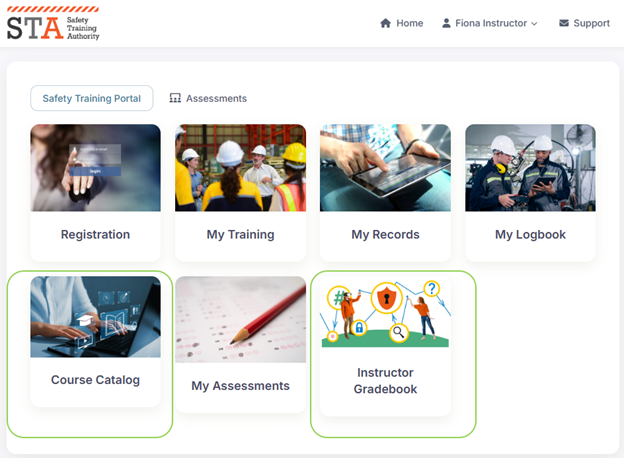 STA Safety
Training
Authority
Home
Fiona Instructor
Support
Safety Training Portal
Assessments
login
Registration
My Training
My Records
My Logbook
#
?
Course Catalog
My Assessments
Instructor
Gradebook